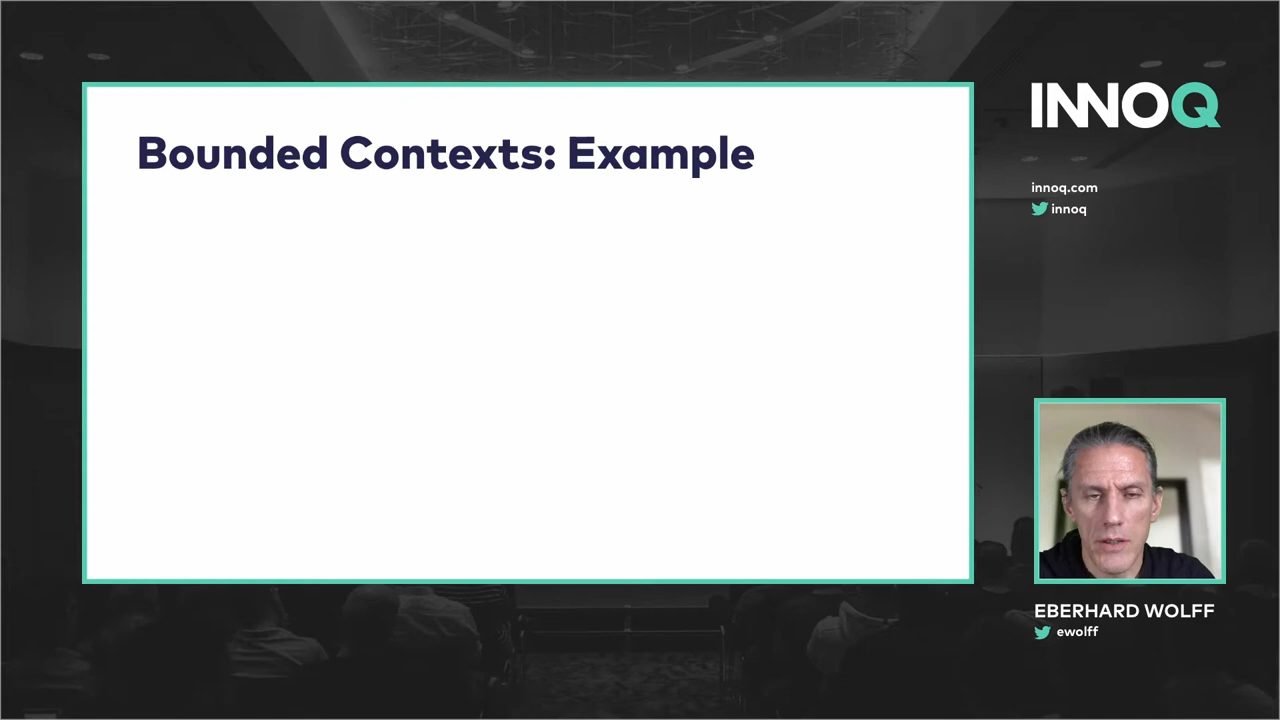 Bounded Contexts: Example
INNOQ
innoq.com
innoq
EBERHARD WOLFF
ewolff